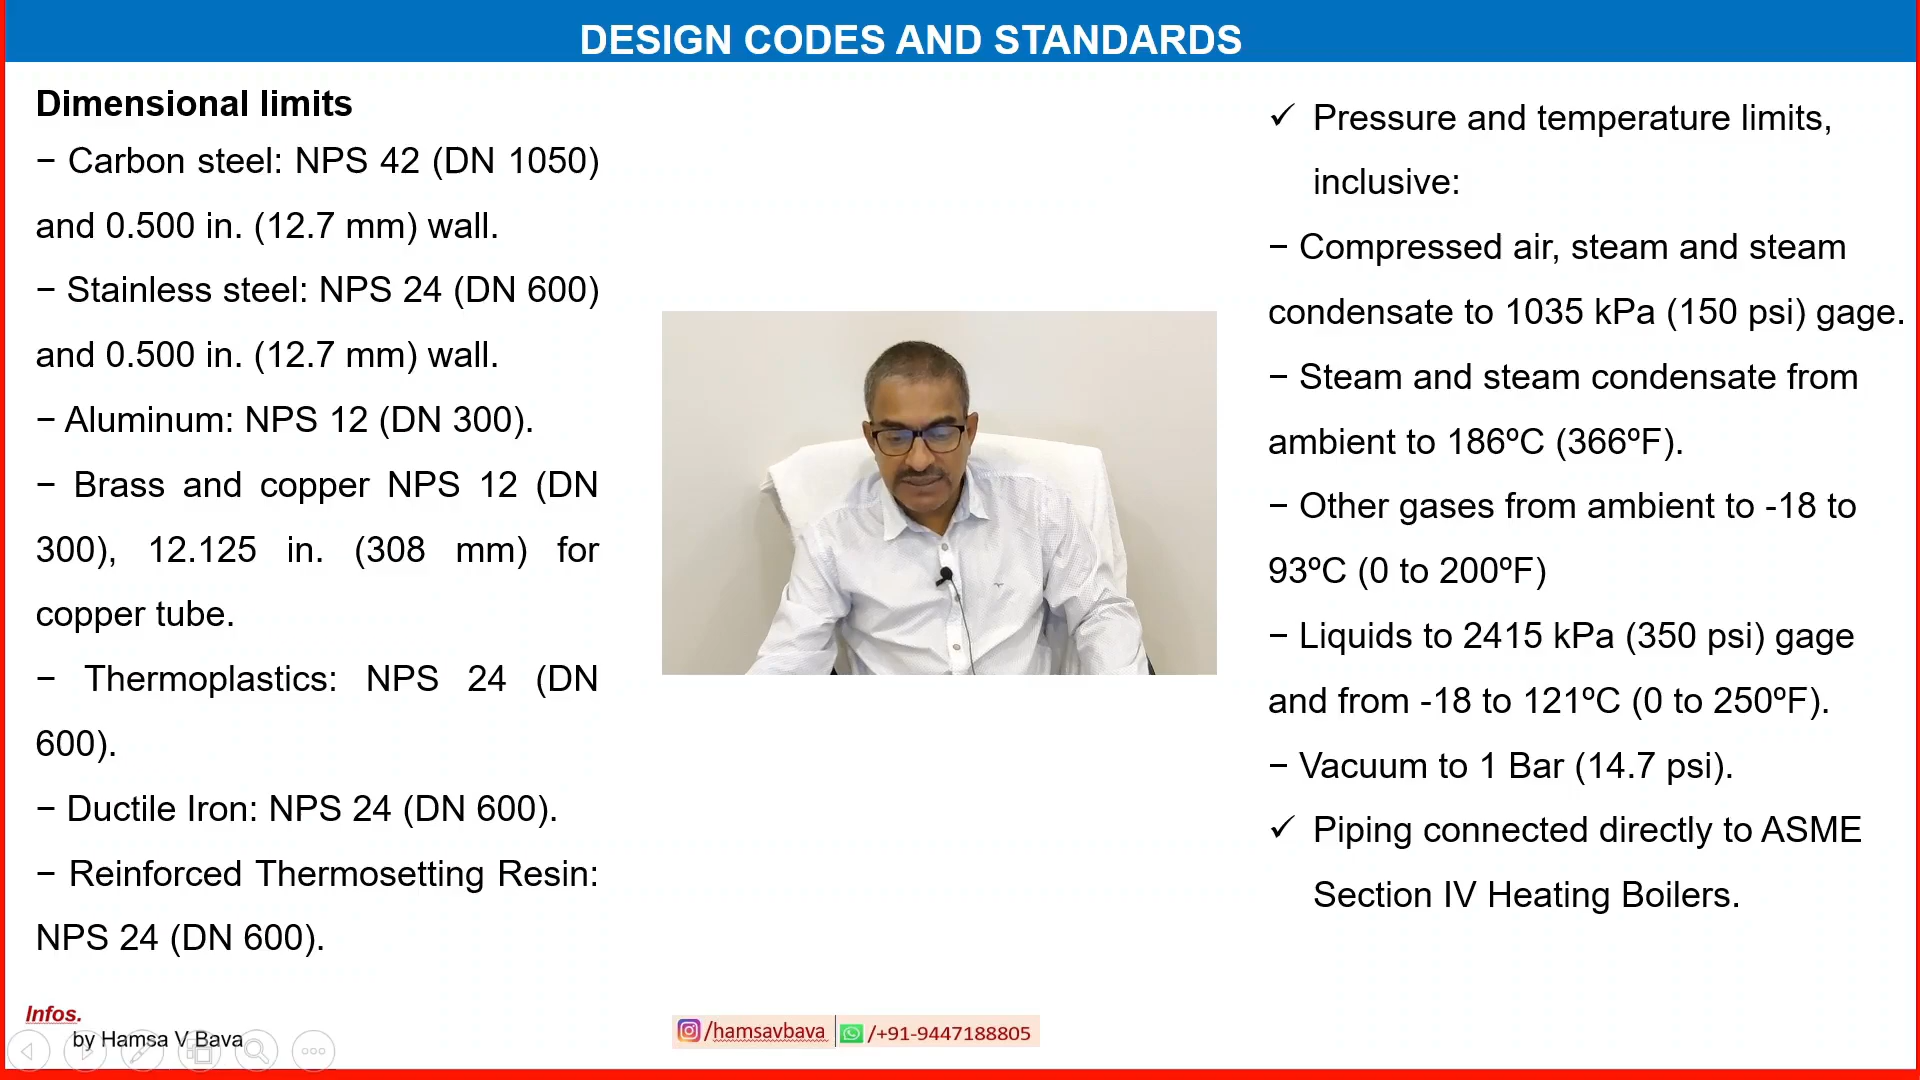 DESIGN CODES AND STANDARDS
Dimensional limits
− Carbon steel: NPS 42 (DN 1050)
and 0.500 in. (12.7 mm) wall.
− Stainless steel: NPS 24 (DN 600)
and 0.500 in. (12.7 mm) wall.
− Aluminum: NPS 12 (DN 300).
− Brass and copper NPS 12 (DN
300), 12.125 in. (308 mm) for
copper tube.
− Thermoplastics: NPS 24 (DN
600).
− Ductile Iron: NPS 24 (DN 600).
− Reinforced Thermosetting Resin:
NPS 24 (DN 600).
✓ Pressure and temperature limits,
inclusive:
− Compressed air, steam and steam
condensate to 1035 kPa (150 psi) gage.
− Steam and steam condensate from
ambient to 186ºC (366ºF).
− Other gases from ambient to -18 to
93ºC (0 to 200ºF)
− Liquids to 2415 kPa (350 psi) gage
and from -18 to 121ºC (0 to 250ºF).
− Vacuum to 1 Bar (14.7 psi).
✓ Piping connected directly to ASME
Section IV Heating Boilers.
Infos.
by Hamsa V Bava
/hamsavbava
/+91-9447188805